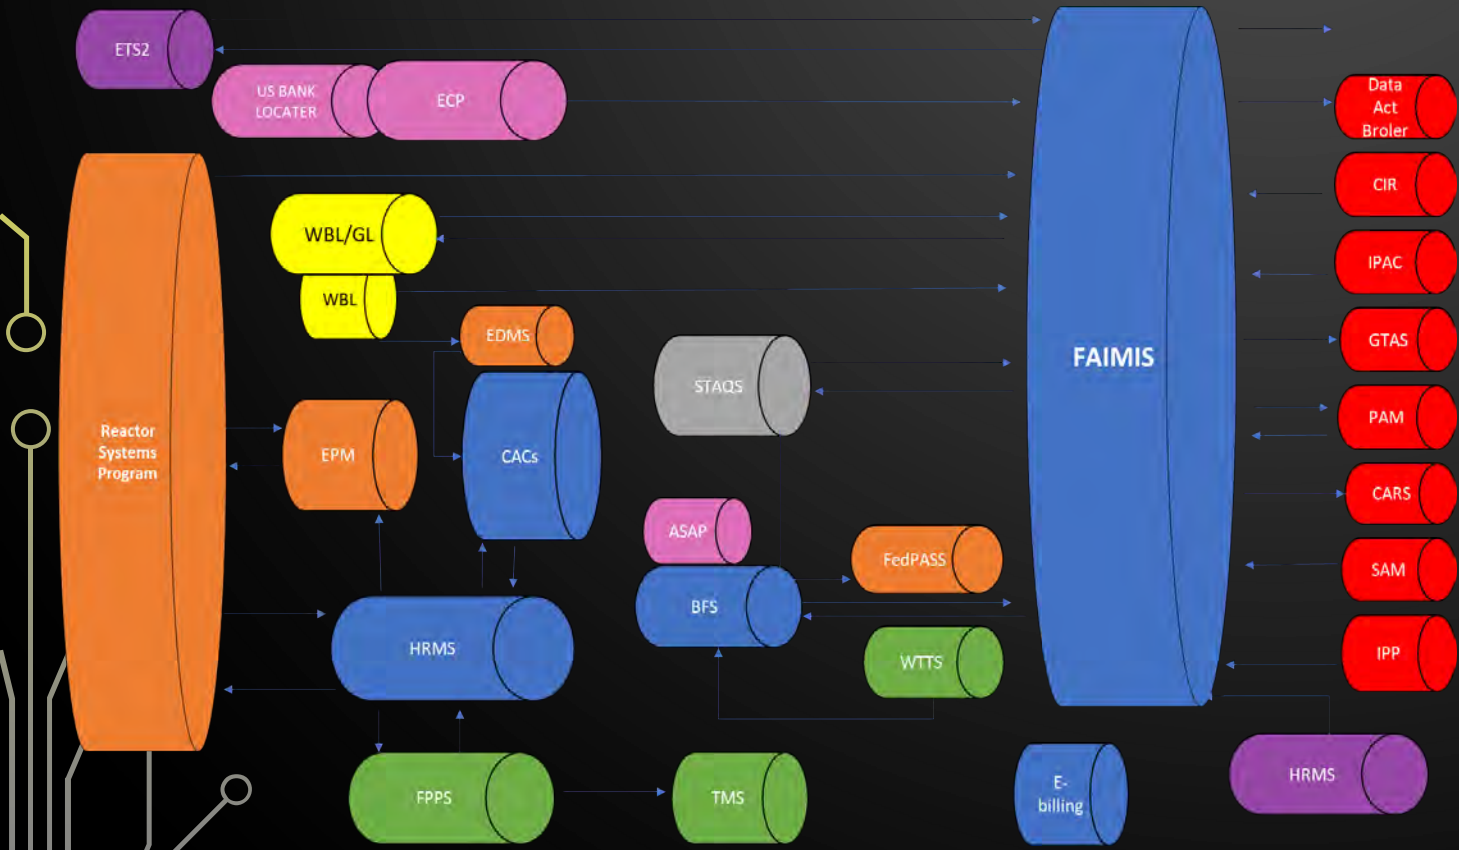 ETS2
US BANK
LOCATER
ECP
Data
Act
Broler
CIR
WBL/GL
IPAC
WBL
EDMS
GTAS
FAIMIS
STAQS
PAM
Reactor
Systems
Program
EPM
CACs
CARS
ASAP
FedPASS
SAM
BFS
HRMS
WTTS
IPP
FPPS
TMS
E-
billing
HRMS